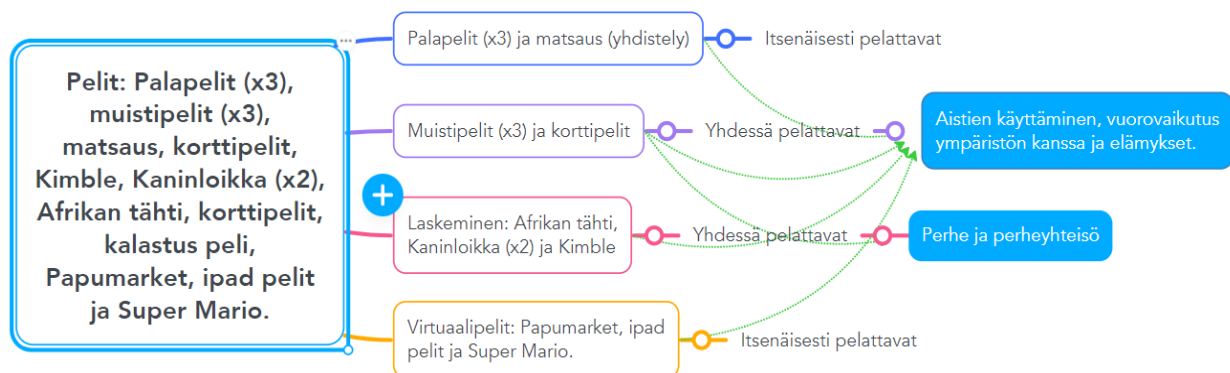 Pelit: Palapelit (x3),
muistipelit (x3),
matsaus, korttipelit,
Kimble, Kaninloikka (x2),
Afrikan tähti, korttipelit,
kalastus peli,
Papumarket, ipad pelit
ja Super Mario.
Palapelit (x3) ja matsaus (yhdistely)
Itsenäisesti pelattavat
Muistipelit (x3) ja korttipelit
Yhdessä pelattavat
Aistien käyttäminen, vuorovaikutus
ympäristön kanssa ja elämykset.
Laskeminen: Afrikan tähti,
Kaninloikka (x2) ja Kimble
Yhdessä pelattavat
Perhe ja perheyhteisö
Virtuaalipelit: Papumarket, ipad
pelit ja Super Mario.
Itsenäisesti pelattavat